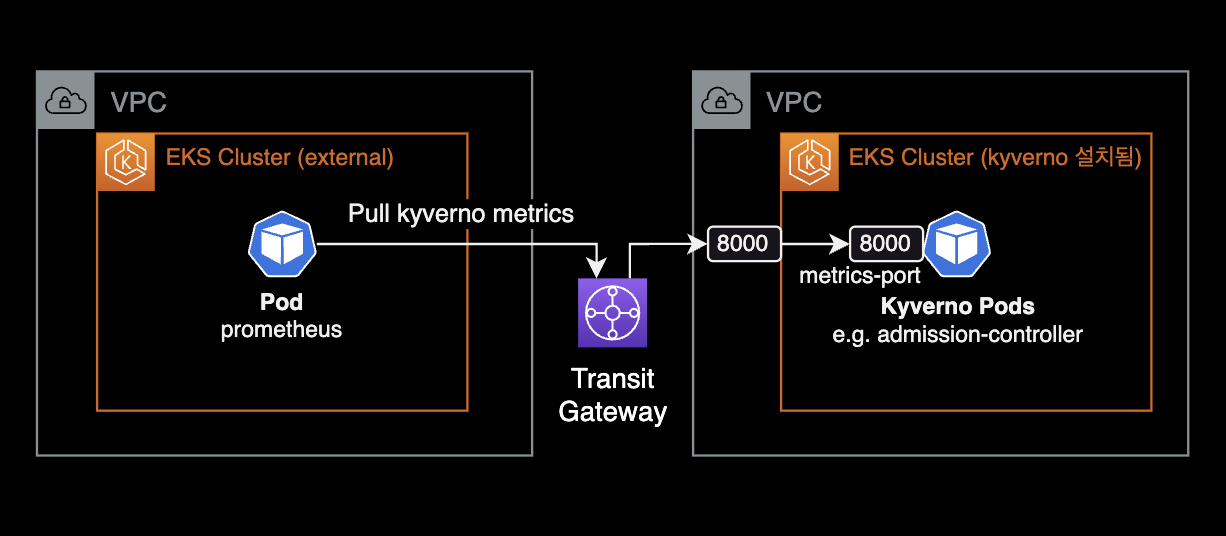 VPC
EKS Cluster (external)
Pull kyverno metrics
Pod
prometheus
Transit
Gateway
VPC
EKS Cluster (kyverno 설치됨)
8000
8000
metrics-port
Kyverno Pods
e.g. admission-controller